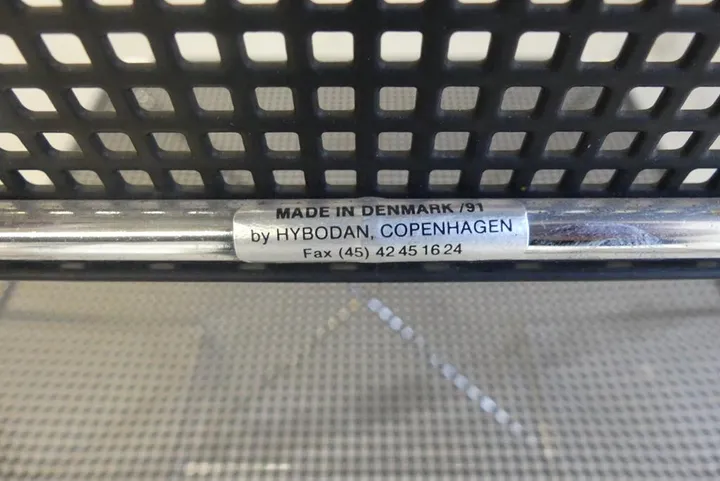 MADE IN DENMARK /91
by HYBODAN, COPENHAGEN
Fax (45) 42 45 16 24